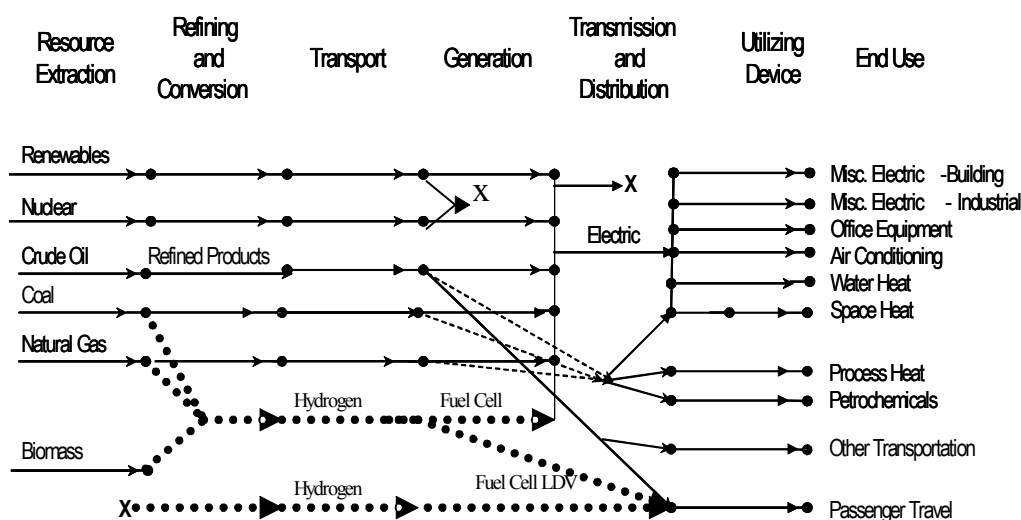 Resource
Extraction
Refining
and
Conversion
Transport
Generation
Transmission
and
Distribution
Utilizing
Device
End Use
Renewables
X
X
Misc. Electric -Building
Nuclear
Misc. Electric - Industrial
Electric
Office Equipment
Crude Oil
Refined Products
Air Conditioning
Coal
Water Heat
Space Heat
Natural Gas
Process Heat
Hydrogen
Fuel Cell
Petrochemicals
Biomass
Other Transportation
Hydrogen
Fuel Cell LDV
X
Passenger Travel